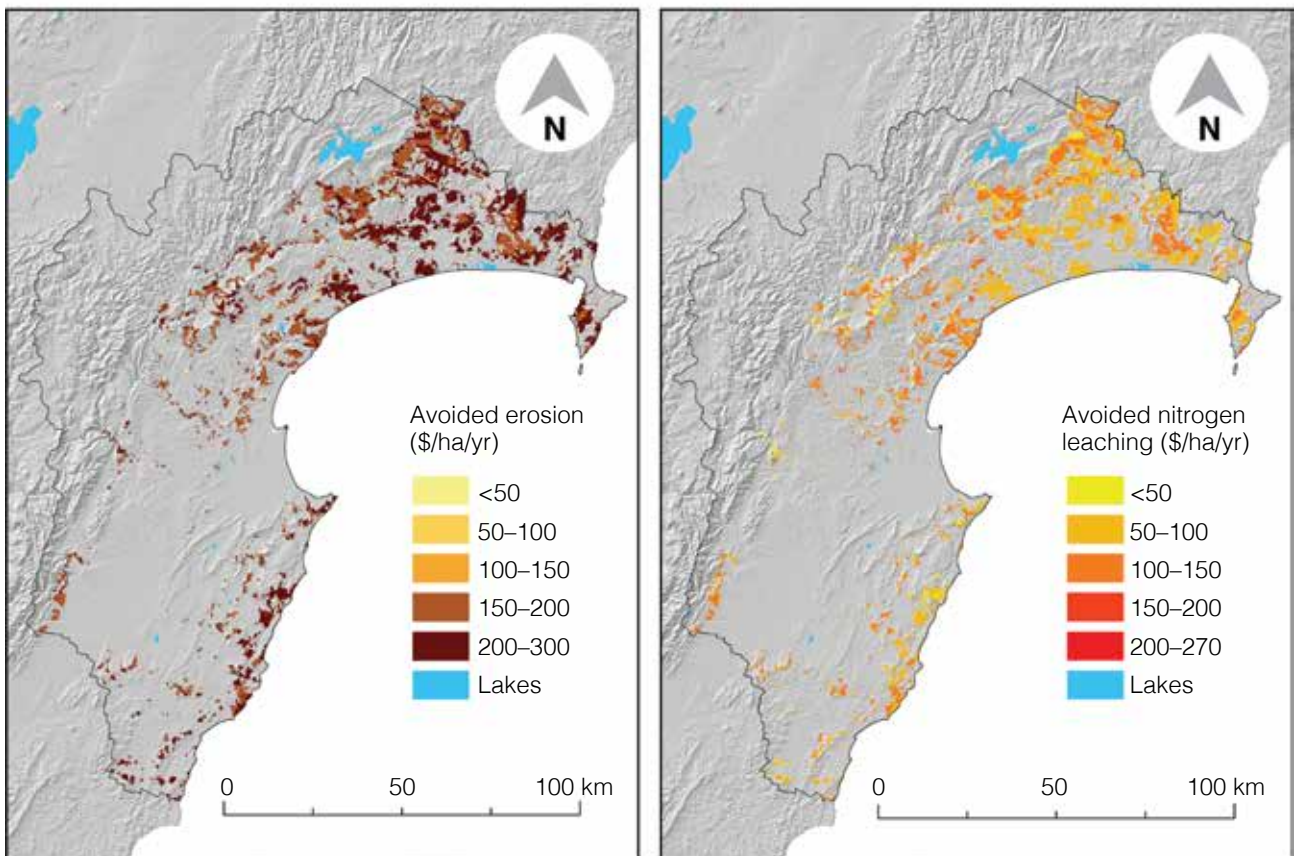 N
Avoided erosion
($/ha/yr)
<50
50–100
100–150
150–200
200–300
Lakes
0 50 100 km
N
Avoided nitrogen
leaching ($/ha/yr)
<50
50–100
100–150
150–200
200–270
Lakes
0 50 100 km